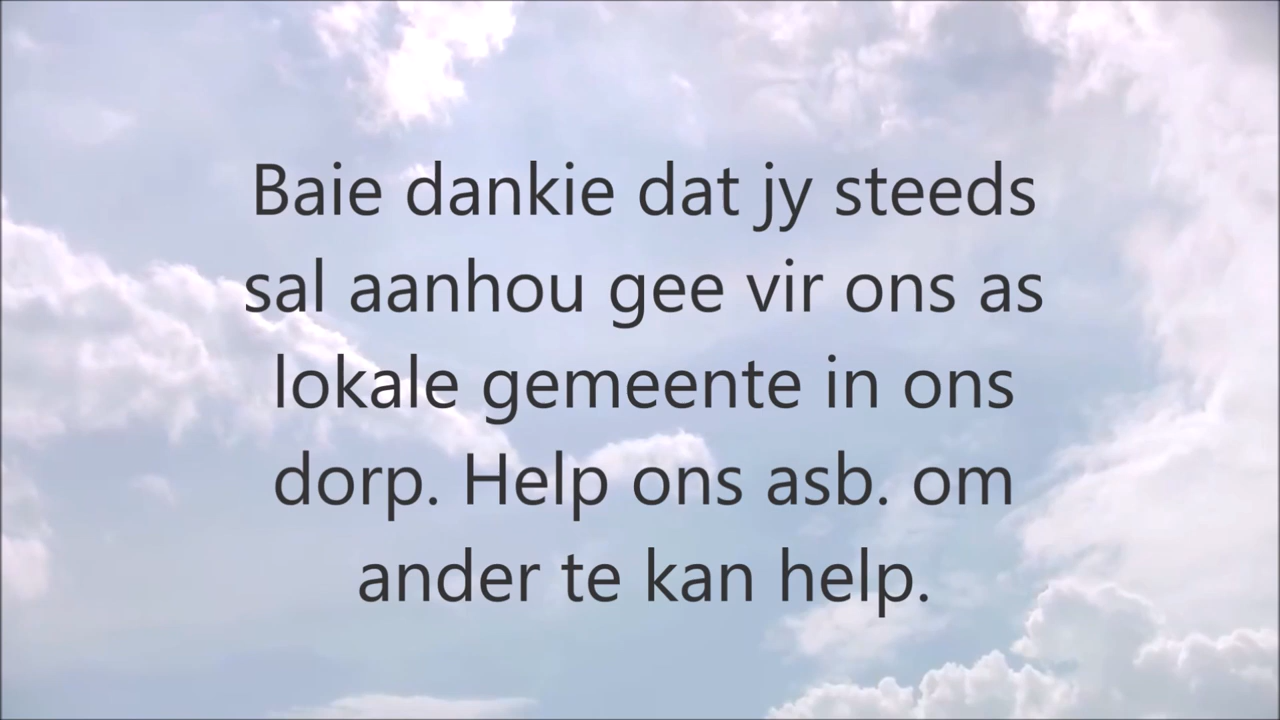 Baie dankie dat jy steeds
sal aanhou gee vir ons as
lokale gemeente in ons
dorp. Help ons asb. om
ander te kan help.